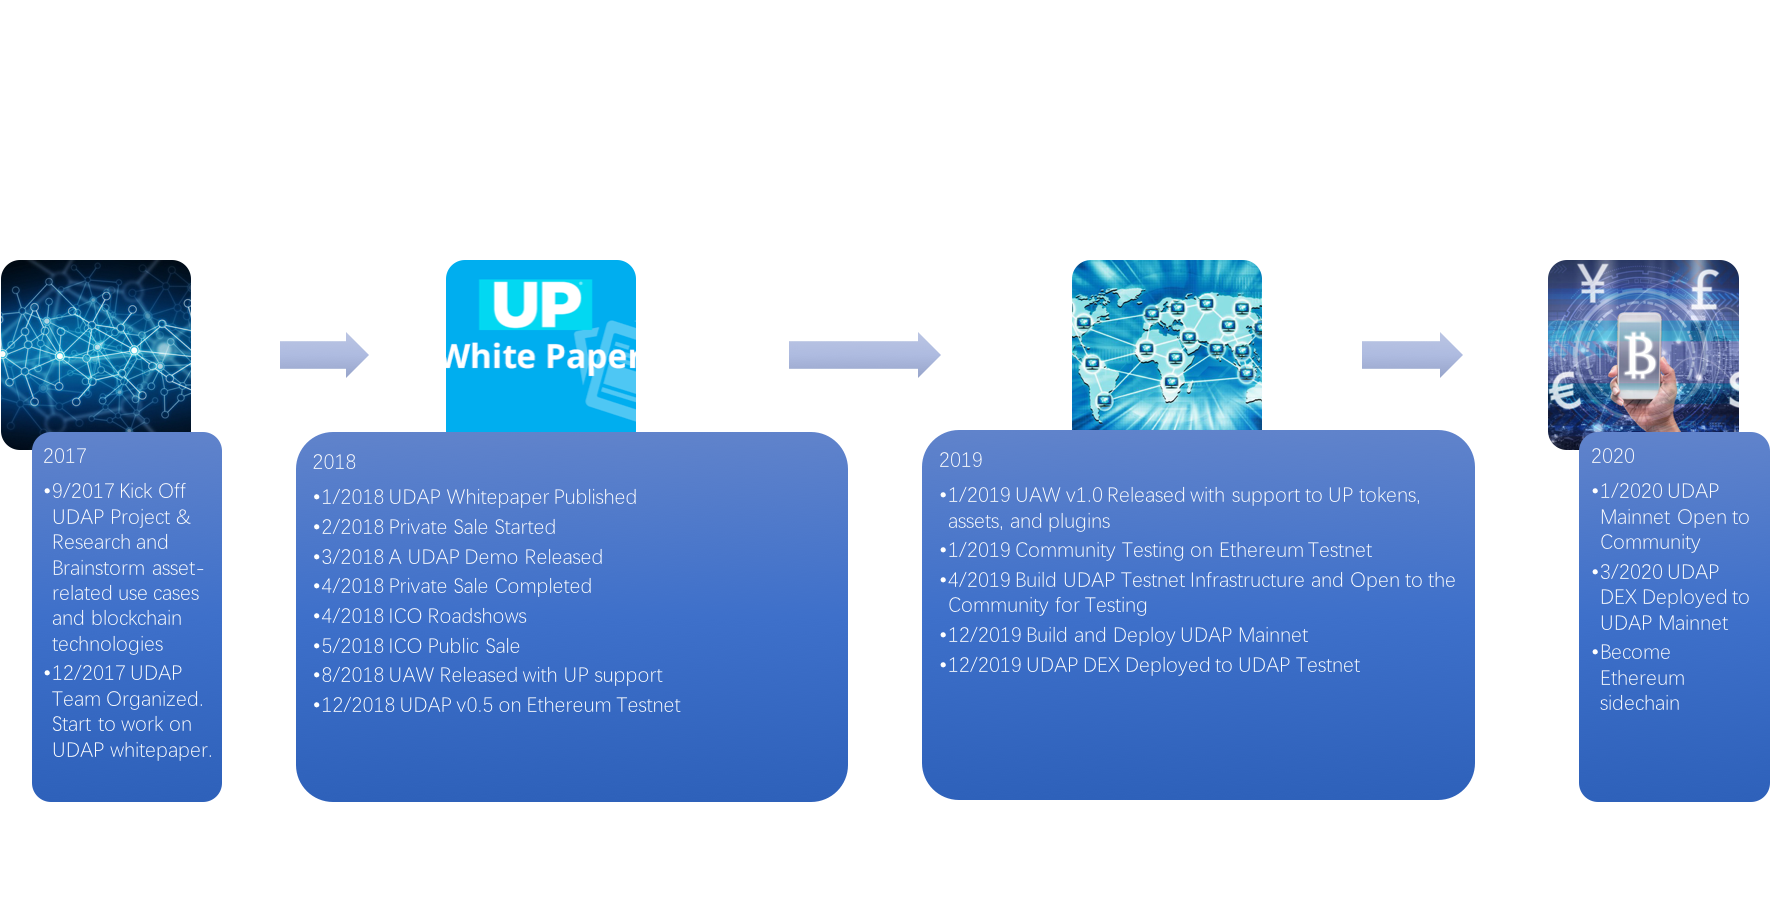 UP
White Paper
¥
£
€
$
2017
•9/2017 Kick Off
UDAP Project &
Research and
Brainstorm asset-
related use cases
and blockchain
technologies
•12/2017 UDAP
Team Organized.
Start to work on
UDAP whitepaper.
2018
•1/2018 UDAP Whitepaper Published
•2/2018 Private Sale Started
•3/2018 A UDAP Demo Released
•4/2018 Private Sale Completed
•4/2018 ICO Roadshows
•5/2018 ICO Public Sale
•8/2018 UAW Released with UP support
•12/2018 UDAP v0.5 on Ethereum Testnet
2019
•1/2019 UAW v1.0 Released with support to UP tokens,
assets, and plugins
•1/2019 Community Testing on Ethereum Testnet
•4/2019 Build UDAP Testnet Infrastructure and Open to the
Community for Testing
•12/2019 Build and Deploy UDAP Mainnet
•12/2019 UDAP DEX Deployed to UDAP Testnet
2020
•1/2020 UDAP
Mainnet Open to
Community
•3/2020 UDAP
DEX Deployed to
UDAP Mainnet
•Become
Ethereum
sidechain